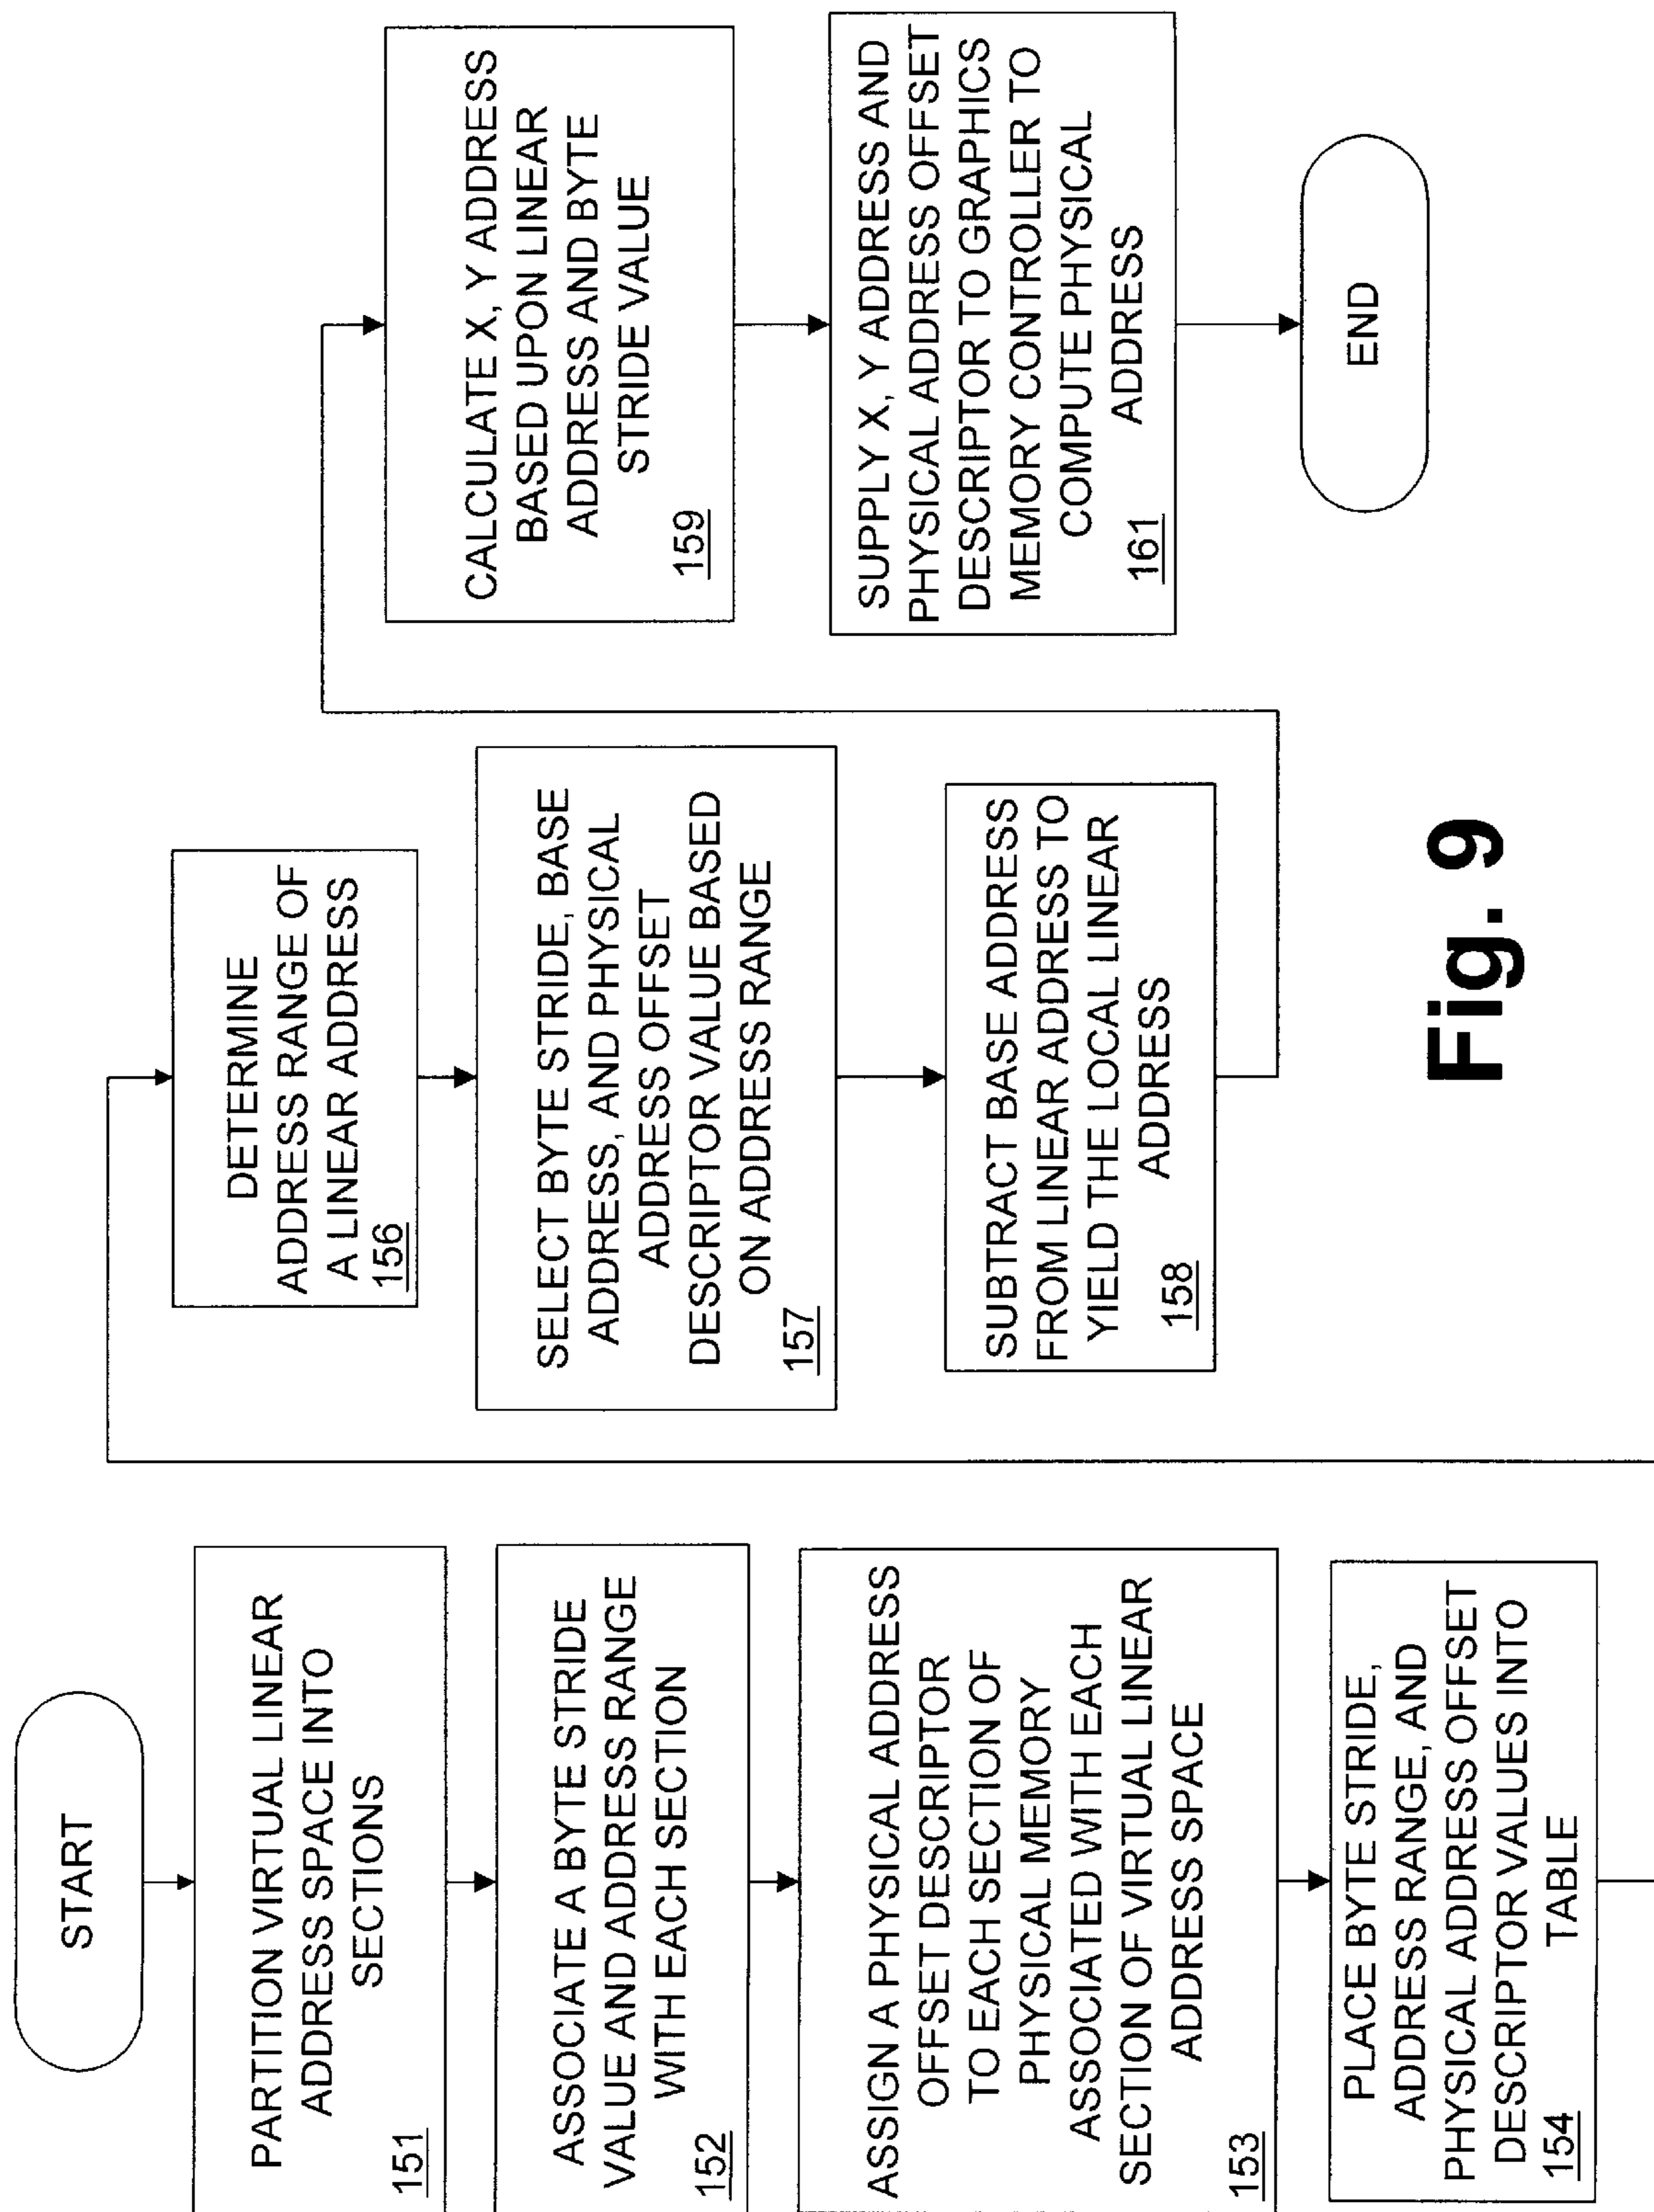 START
PARTITION VIRTUAL LINEAR
ADDRESS SPACE INTO
SECTIONS
151
ASSOCIATE A BYTE STRIDE
VALUE AND ADDRESS RANGE
WITH EACH SECTION
152
ASSIGN A PHYSICAL ADDRESS
OFFSET DESCRIPTOR
TO EACH SECTION OF
PHYSICAL MEMORY
ASSOCIATED WITH EACH
SECTION OF VIRTUAL LINEAR
ADDRESS SPACE
153
PLACE BYTE STRIDE,
ADDRESS RANGE, AND
PHYSICAL ADDRESS OFFSET
DESCRIPTOR VALUES INTO
TABLE
154
DETERMINE
ADDRESS RANGE OF
A LINEAR ADDRESS
156
SELECT BYTE STRIDE, BASE
ADDRESS, AND PHYSICAL
ADDRESS OFFSET
DESCRIPTOR VALUE BASED
ON ADDRESS RANGE
157
SUBTRACT BASE ADDRESS
FROM LINEAR ADDRESS TO
YIELD THE LOCAL LINEAR
ADDRESS
158
CALCULATE X, Y ADDRESS
BASED UPON LINEAR
ADDRESS AND BYTE
STRIDE VALUE
159
SUPPLY X, Y ADDRESS AND
PHYSICAL ADDRESS OFFSET
DESCRIPTOR TO GRAPHICS
MEMORY CONTROLLER TO
COMPUTE PHYSICAL
ADDRESS
161
END
Fig. 9